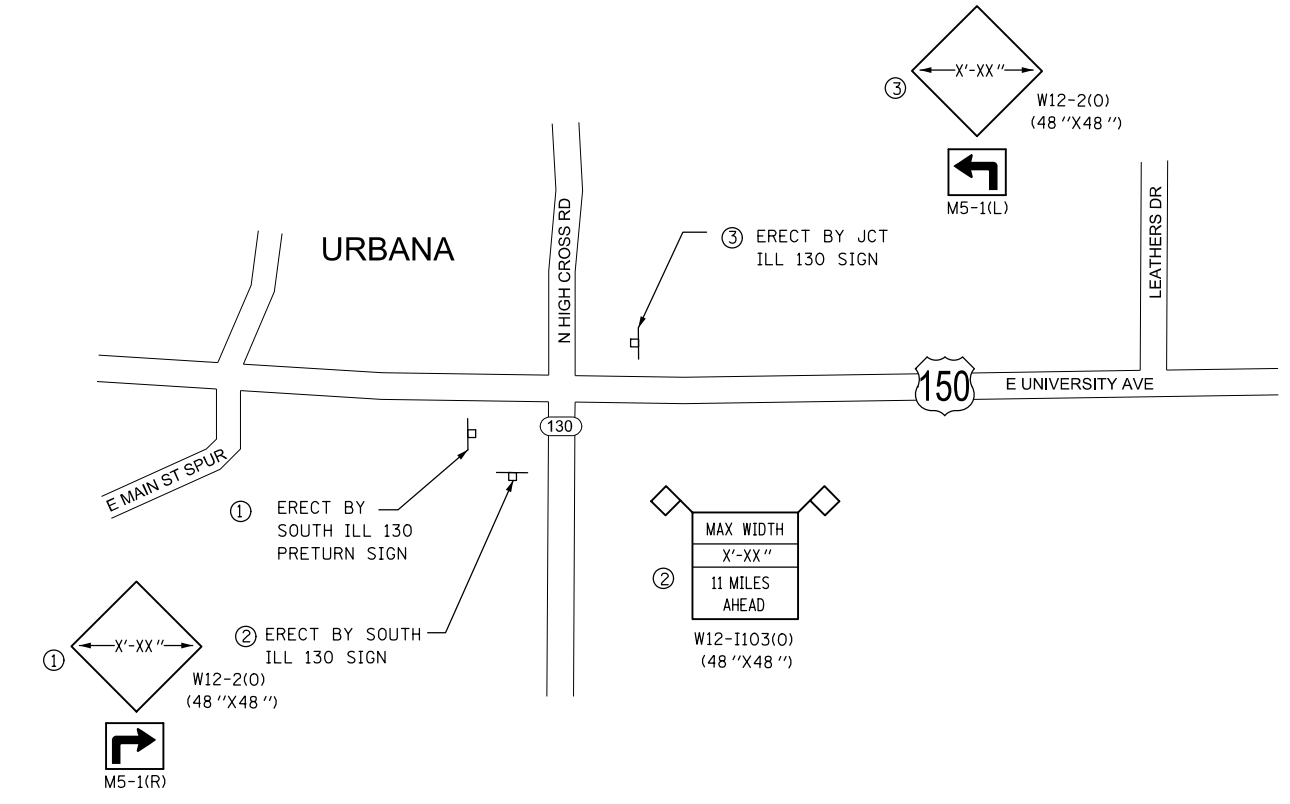 X'-XX"
③
W12-2(O)
(48"X48")
M5-1(L)
LEATHERS DR
N HIGH CROSS RD
URBANA
③ ERECT BY JCT
ILL 130 SIGN
150
E UNIVERSITY AVE
130
E MAIN ST SPUR
① ERECT BY
SOUTH ILL 130
PRETURN SIGN
② ERECT BY SOUTH
ILL 130 SIGN
MAX WIDTH
X'-XX"
11 MILES
AHEAD
②
W12-I103(O)
(48"X48")
X'-XX"
①
W12-2(O)
(48"X48")
M5-1(R)